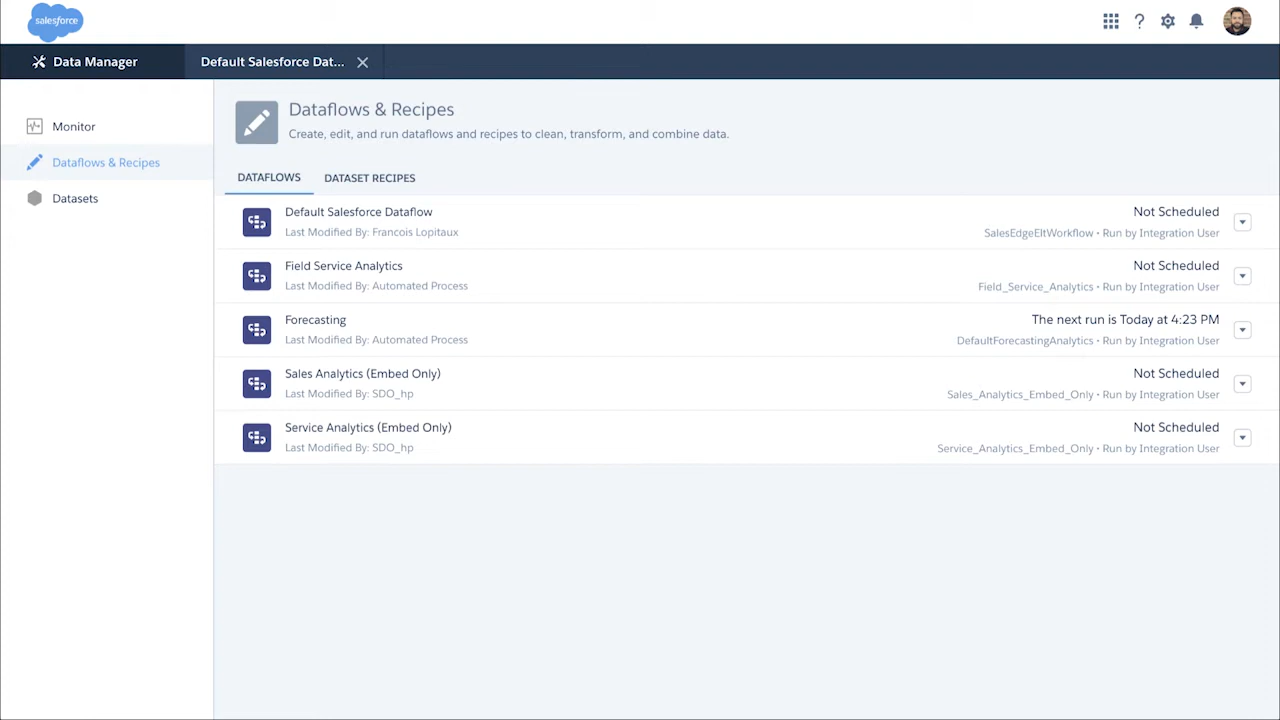 salesforce
?
Data Manager
Default Salesforce Dat...
Monitor
Dataflows & Recipes
Datasets
Dataflows & Recipes
Create, edit, and run dataflows and recipes to clean, transform, and combine data.
DATAFLOWS
DATASET RECIPES
Default Salesforce Dataflow
Not Scheduled
Last Modified By: Francois Lopitaux
SalesEdgeEltWorkflow • Run by Integration User
Field Service Analytics
Not Scheduled
Last Modified By: Automated Process
Field_Service_Analytics • Run by Integration User
Forecasting
The next run is Today at 4:23 PM
Last Modified By: Automated Process
DefaultForecastingAnalytics • Run by Integration User
Sales Analytics (Embed Only)
Not Scheduled
Last Modified By: SDO_hp
Sales_Analytics_Embed_Only • Run by Integration User
Service Analytics (Embed Only)
Not Scheduled
Last Modified By: SDO_hp
Service_Analytics_Embed_Only • Run by Integration User